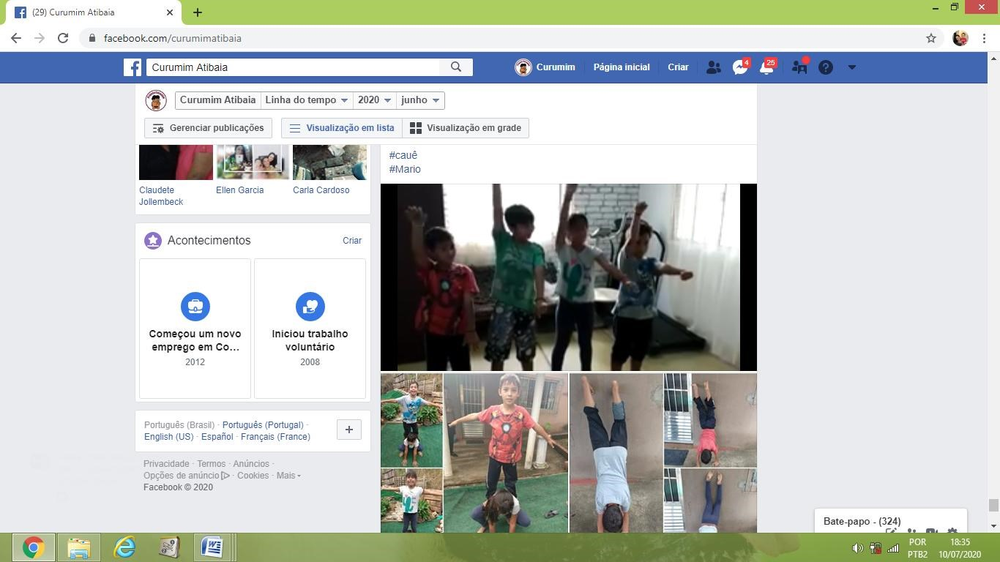 (29) Curumim Atibaia
facebook.com/curumimatibaia
Curumim Atibaia
Curumim
Página inicial
Criar
4
25
Curumim Atibaia
Linha do tempo
2020
junho
Gerenciar publicações
Visualização em lista
Visualização em grade
Claudete
Jollembeck
Ellen Garcia
Carla Cardoso
#cauê
#Mario
Acontecimentos
Criar
Começou um novo
emprego em Co...
2012
Iniciou trabalho
voluntário
2008
Português (Brasil) · Português (Portugal) ·
English (US) · Español · Français (France)
Privacidade · Termos · Anúncios ·
Opções de anúncio · Cookies · Mais
Facebook © 2020
Bate-papo - (324)
POR
PTB2
18:35
10/07/2020